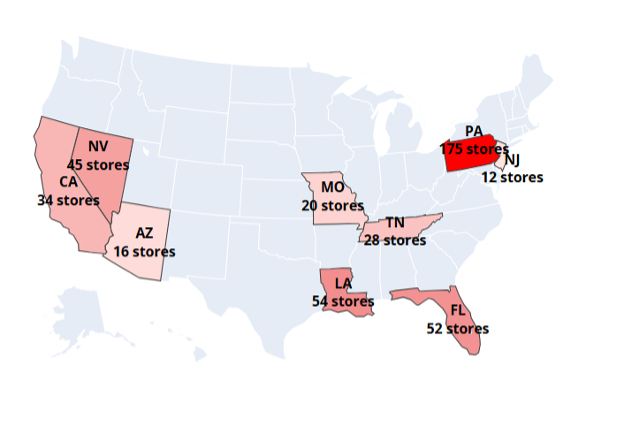 PA
175 stores
NJ
12 stores
NV
45 stores
CA
34 stores
MO
20 stores
TN
28 stores
AZ
16 stores
LA
54 stores
FL
52 stores